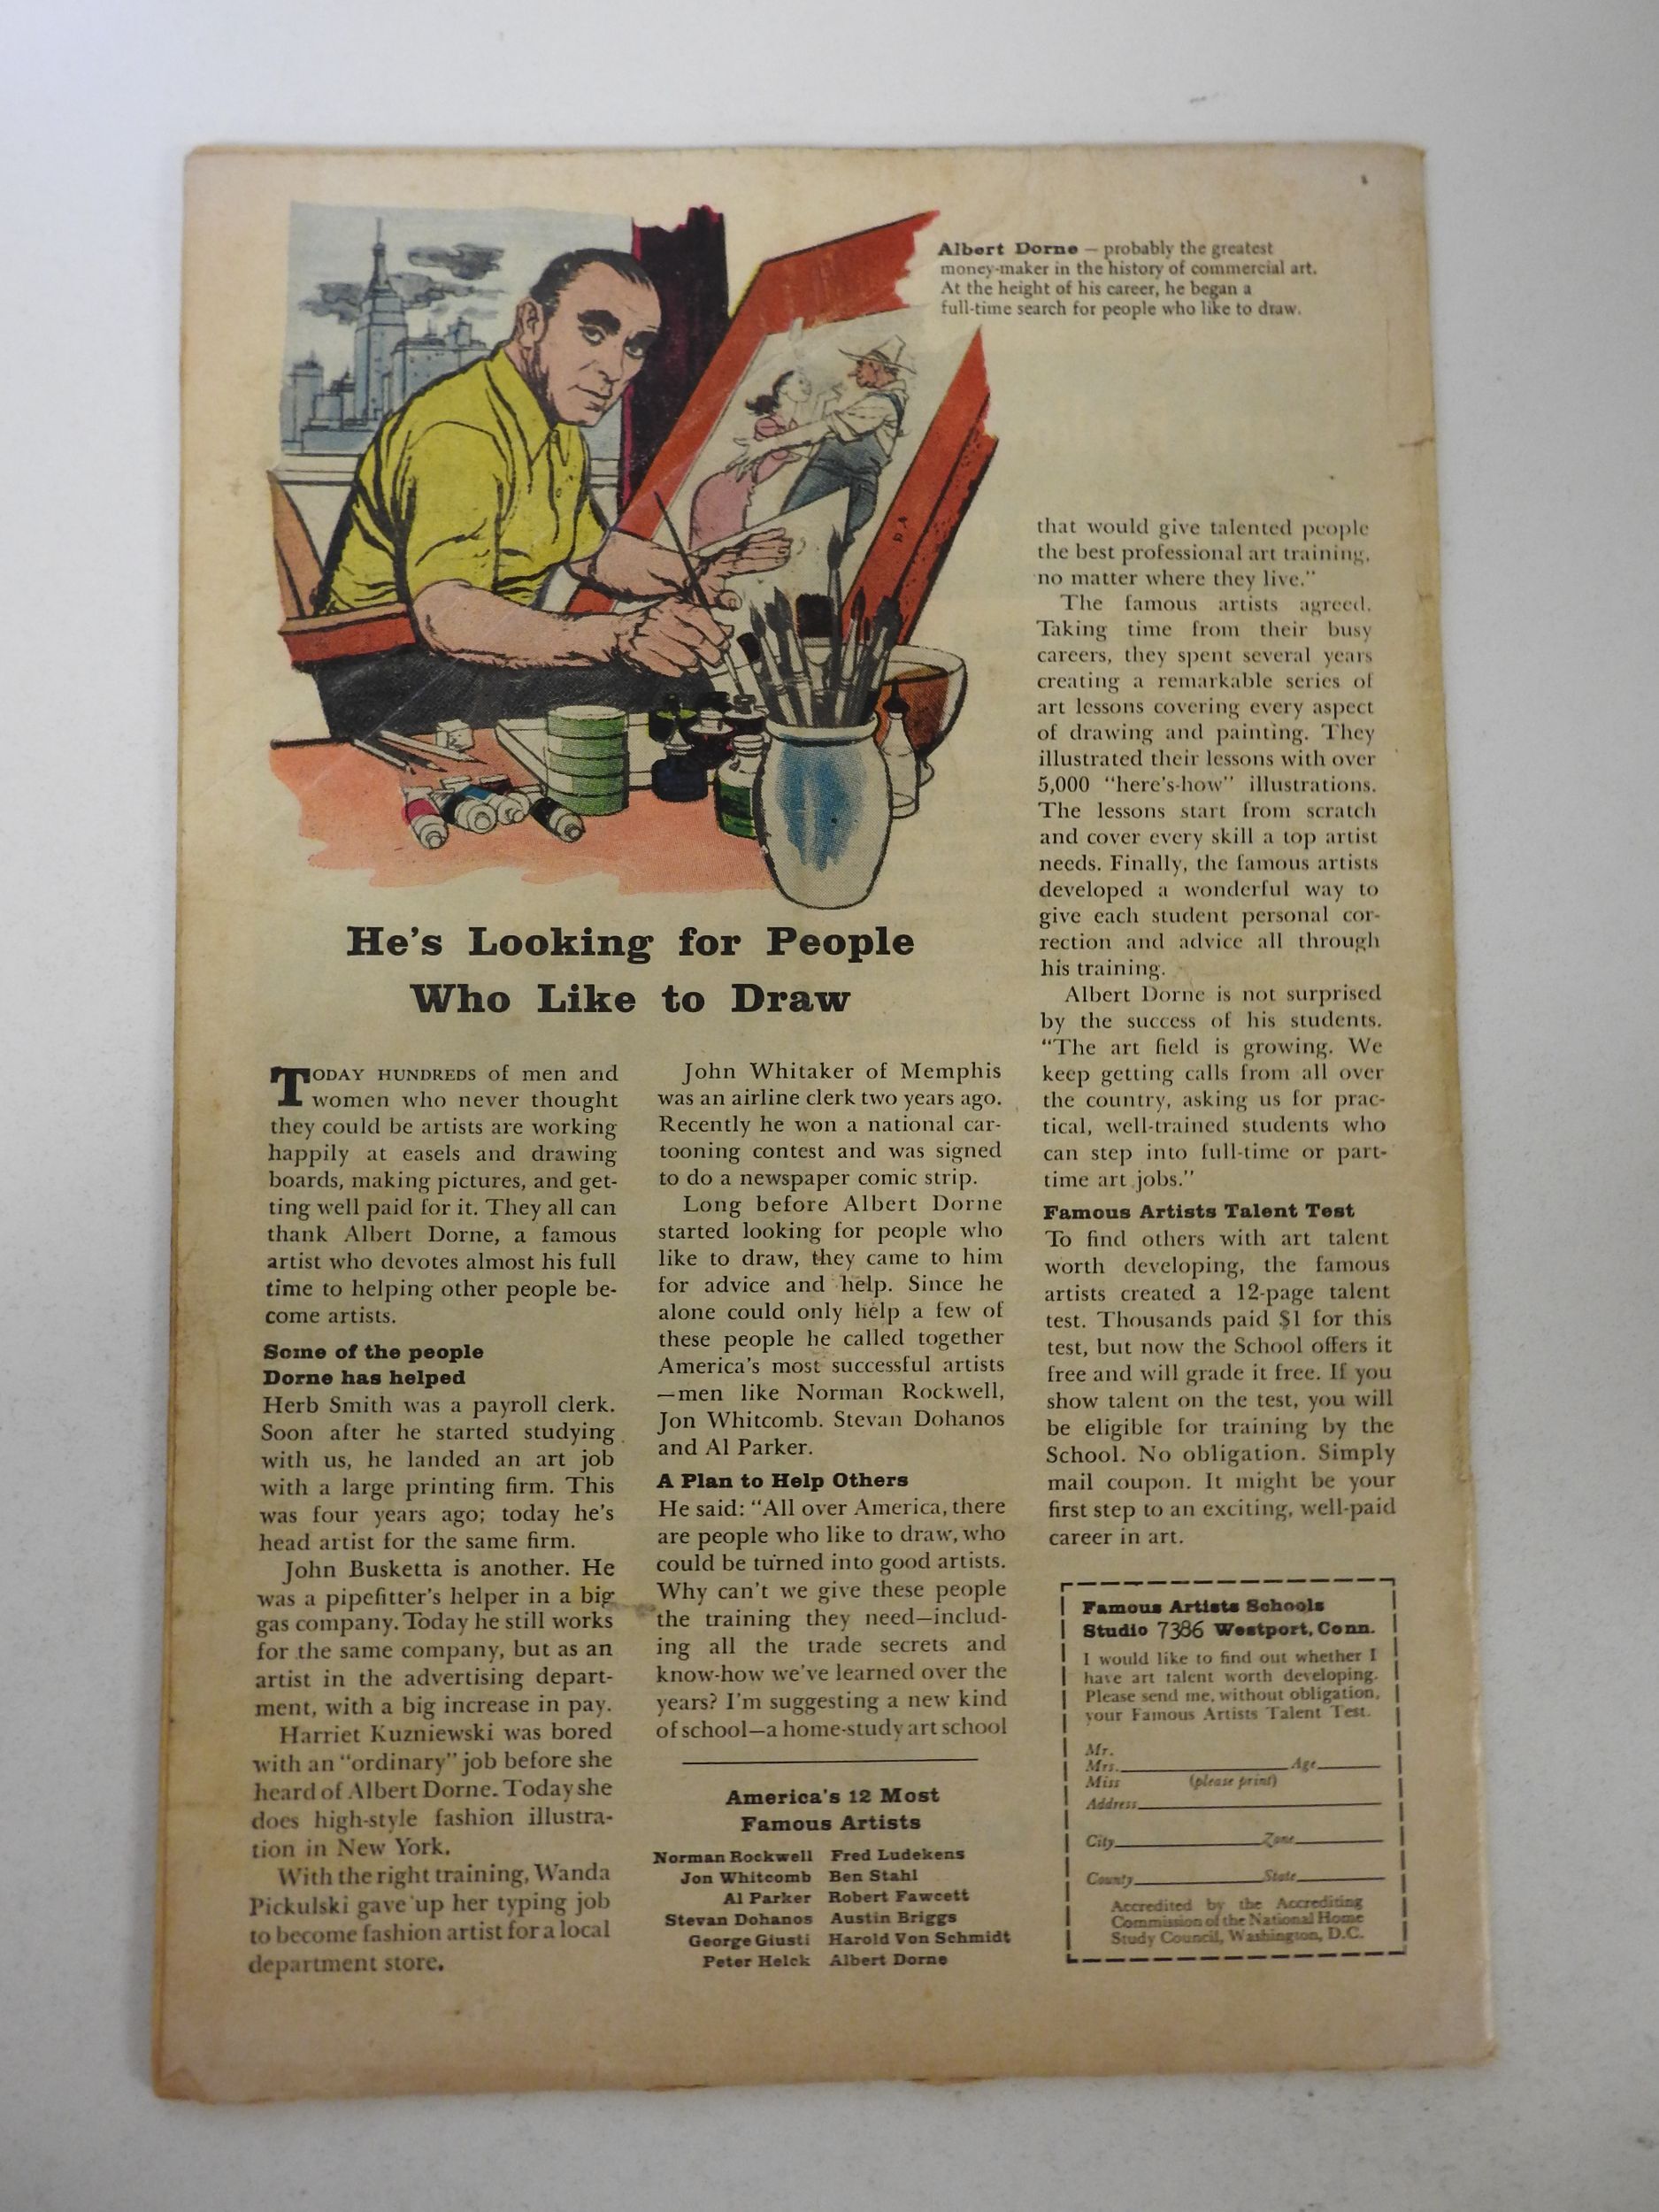 Albert Dorne — probably the greatest
money-maker in the history of commercial art.
At the height of his career, he began a
full-time search for people who like to draw.
He's Looking for People
Who Like to Draw
TODAY HUNDREDS of men and
women who never thought
they could be artists are working
happily at easels and drawing
boards, making pictures, and get-
ting well paid for it. They all can
thank Albert Dorne, a famous
artist who devotes almost his full
time to helping other people be-
come artists.
Some of the people
Dorne has helped
Herb Smith was a payroll clerk.
Soon after he started studying
with us, he landed an art job
with a large printing firm. This
was four years ago; today he's
head artist for the same firm.
John Busketta is another. He
was a pipefitter's helper in a big
gas company. Today he still works
for the same company, but as an
artist in the advertising depart-
ment, with a big increase in pay.
Harriet Kuzniewski was bored
with an "ordinary" job before she
heard of Albert Dorne. Today she
does high-style fashion illustra-
tion in New York.
With the right training, Wanda
Pickulski gave up her typing job
to become fashion artist for a local
department store.
John Whitaker of Memphis
was an airline clerk two years ago.
Recently he won a national car-
tooning contest and was signed
to do a newspaper comic strip.
Long before Albert Dorne
started looking for people who
like to draw, they came to him
for advice and help. Since he
alone could only help a few of
these people he called together
America's most successful artists
—men like Norman Rockwell,
Jon Whitcomb. Stevan Dohanos
and Al Parker.
A Plan to Help Others
He said: "All over America, there
are people who like to draw, who
could be turned into good artists.
Why can't we give these people
the training they need—includ-
ing all the trade secrets and
know-how we've learned over the
years? I'm suggesting a new kind
of school—a home-study art school
America's 12 Most
Famous Artists
Norman Rockwell Fred Ludekens
Jon Whitcomb Ben Stahl
Al Parker Robert Fawcett
Stevan Dohanos Austin Briggs
George Giusti Harold Von Schmidt
Peter Helck Albert Dorne
that would give talented people
the best professional art training,
no matter where they live."
The famous artists agreed.
Taking time from their busy
careers, they spent several years
creating a remarkable series of
art lessons covering every aspect
of drawing and painting. They
illustrated their lessons with over
5,000 "here's-how" illustrations.
The lessons start from scratch
and cover every skill a top artist
needs. Finally, the famous artists
developed a wonderful way to
give each student personal cor-
rection and advice all through
his training.
Albert Dorne is not surprised
by the success of his students.
"The art field is growing. We
keep getting calls from all over
the country, asking us for prac-
tical, well-trained students who
can step into full-time or part-
time art jobs."
Famous Artists Talent Test
To find others with art talent
worth developing, the famous
artists created a 12-page talent
test. Thousands paid $1 for this
test, but now the School offers it
free and will grade it free. If you
show talent on the test, you will
be eligible for training by the
School. No obligation. Simply
mail coupon. It might be your
first step to an exciting, well-paid
career in art.
Famous Artists Schools
Studio 7386 Westport, Conn.
I would like to find out whether I
have art talent worth developing.
Please send me, without obligation,
your Famous Artists Talent Test.
Mr.
Mrs. Age
Miss (please print)
Address
City Zone
County State
Accredited by the Accrediting
Commission of the National Home
Study Council, Washington, D.C.